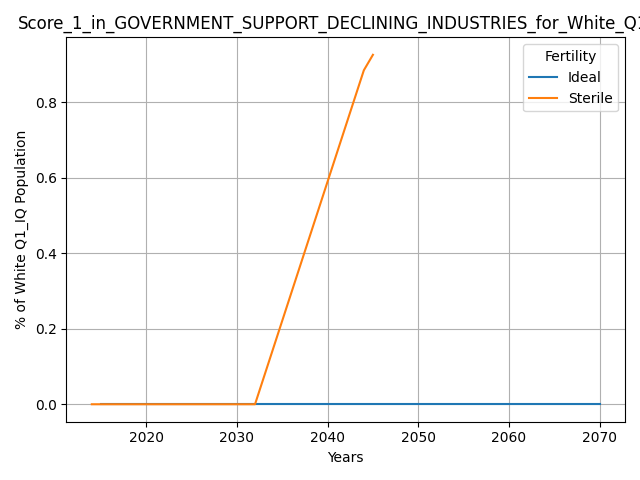 Score_1_in_GOVERNMENT_SUPPORT_DECLINING_INDUSTRIES_for_White_Q1
Fertility
Ideal
Sterile
% of White Q1_IQ Population
0.8
0.6
0.4
0.2
0.0
2020 2030 2040 2050 2060 2070
Years